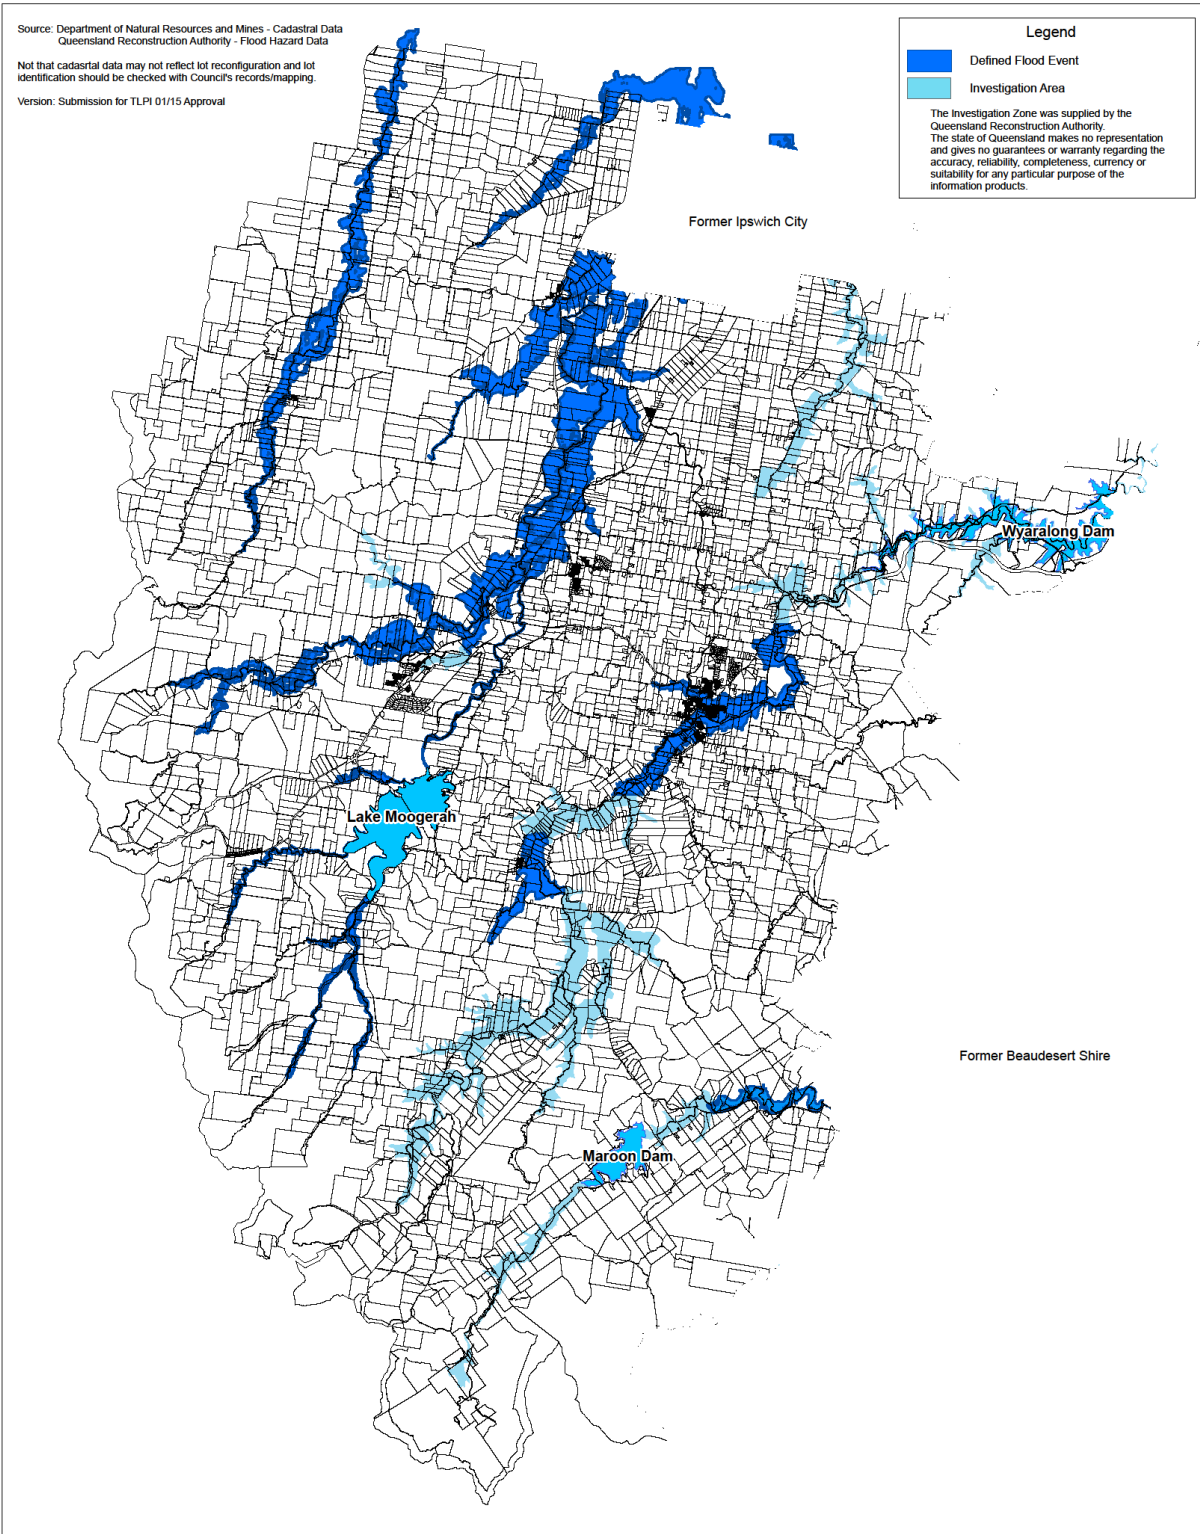 Source: Department of Natural Resources and Mines - Cadastral Data
Queensland Reconstruction Authority - Flood Hazard Data
Not that cadasrtal data may not reflect lot reconfiguration and lot
identification should be checked with Council's records/mapping.
Version: Submission for TLPI 01/15 Approval
Legend
Defined Flood Event
Investigation Area
The Investigation Zone was supplied by the
Queensland Reconstruction Authority.
The state of Queensland makes no representation
and gives no guarantees or warranty regarding the
accuracy, reliability, completeness, currency or
suitability for any particular purpose of the
information products.
Former Ipswich City
Wyaralong Dam
Lake Moogerah
Former Beaudesert Shire
Maroon Dam